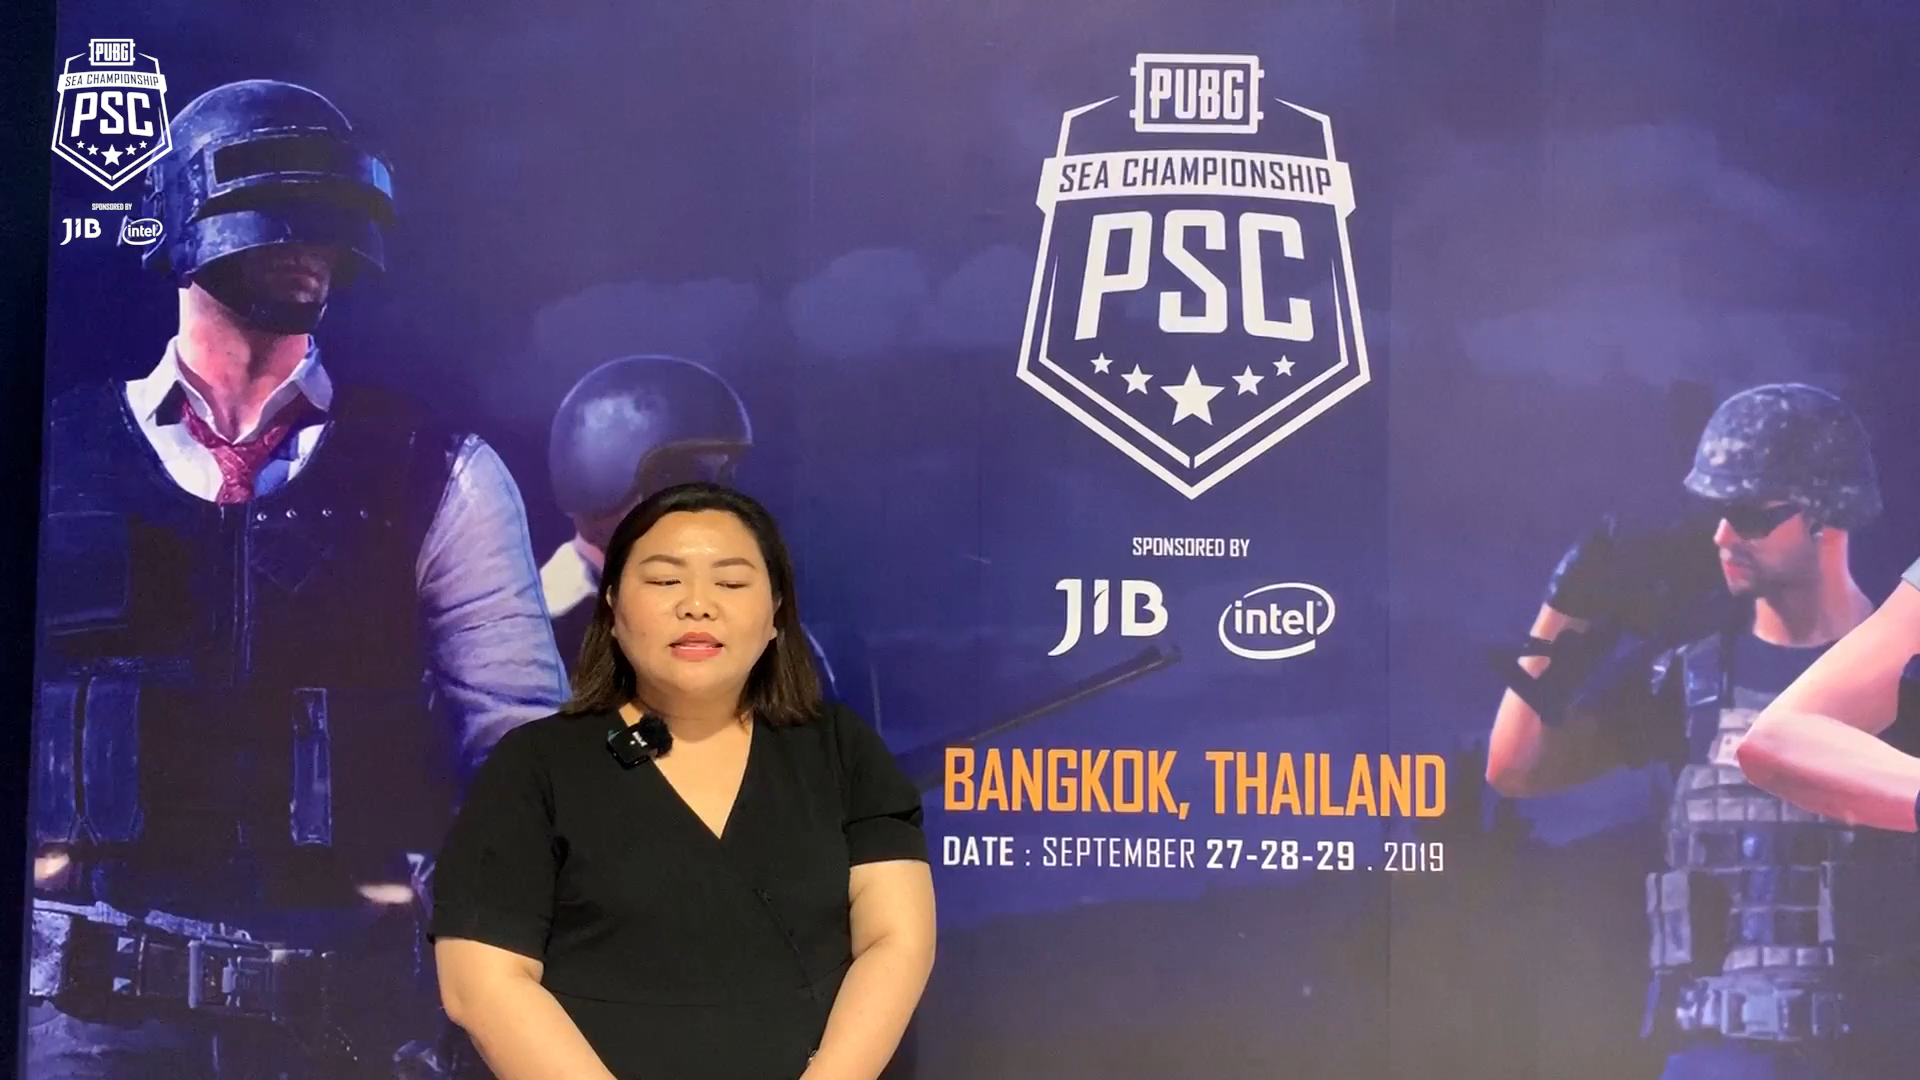 PUBG
SEA CHAMPIONSHIP
PSC
SPONSORED BY
JIB intel
PUBG
SEA CHAMPIONSHIP
PSC
SPONSORED BY
JIB intel®
BANGKOK, THAILAND
DATE : SEPTEMBER 27-28-29 . 2019